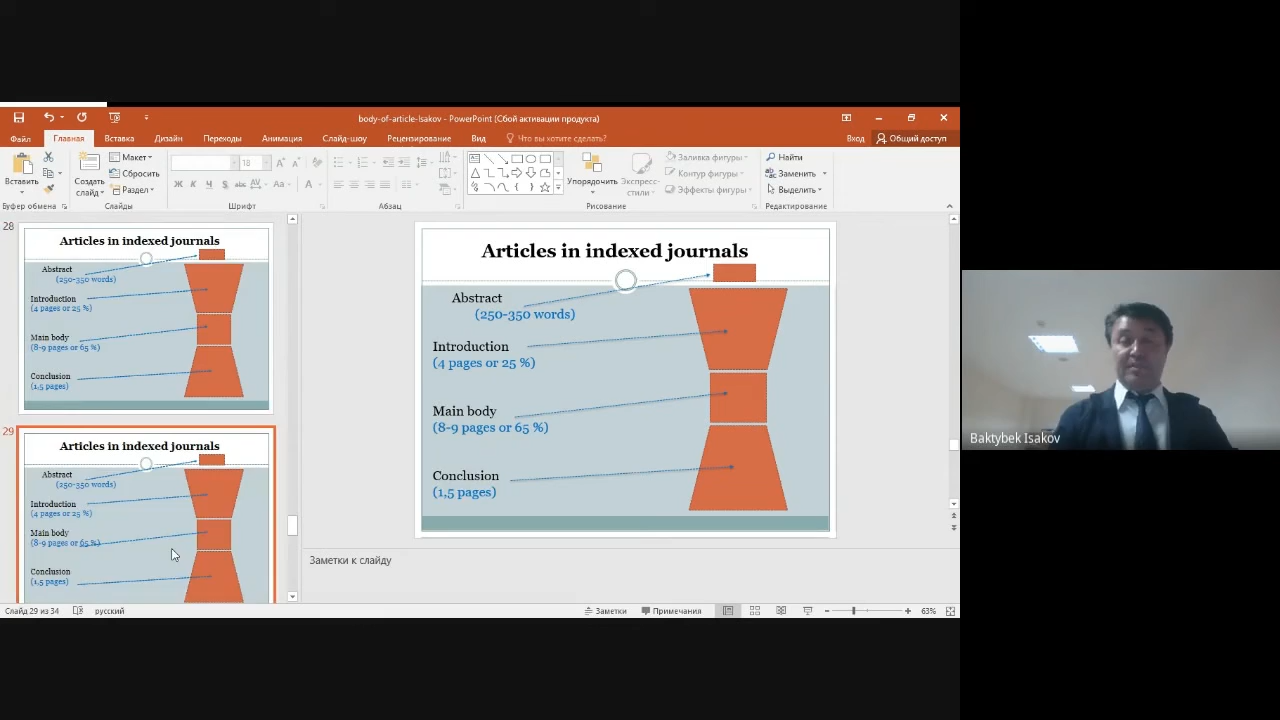 body-of-article-Isakov - PowerPoint (Сбой активации продукта)
Файл Главная Вставка Дизайн Переходы Анимация Слайд-шоу Рецензирование Вид Что вы хотите сделать? Вход Общий доступ
Вставить
Создать слайд
Макет
Сбросить
Раздел
18
Ж К Ч S abc AV Aa A
Упорядочить
Экспресс-стили
Заливка фигуры
Контур фигуры
Эффекты фигуры
Найти
Заменить
Выделить
Буфер обмена Слайды Шрифт Абзац Рисование Редактирование
28
Articles in indexed journals
Abstract
(250-350 words)
Introduction
(4 pages or 25 %)
Main body
(8-9 pages or 65 %)
Conclusion
(1,5 pages)
29
Articles in indexed journals
Abstract
(250-350 words)
Introduction
(4 pages or 25 %)
Main body
(8-9 pages or 65 %)
Conclusion
(1,5 pages)
Articles in indexed journals
Abstract
(250-350 words)
Introduction
(4 pages or 25 %)
Main body
(8-9 pages or 65 %)
Conclusion
(1,5 pages)
Заметки к слайду
Слайд 29 из 34 русский Заметки Примечания 63%
Baktybek Isakov